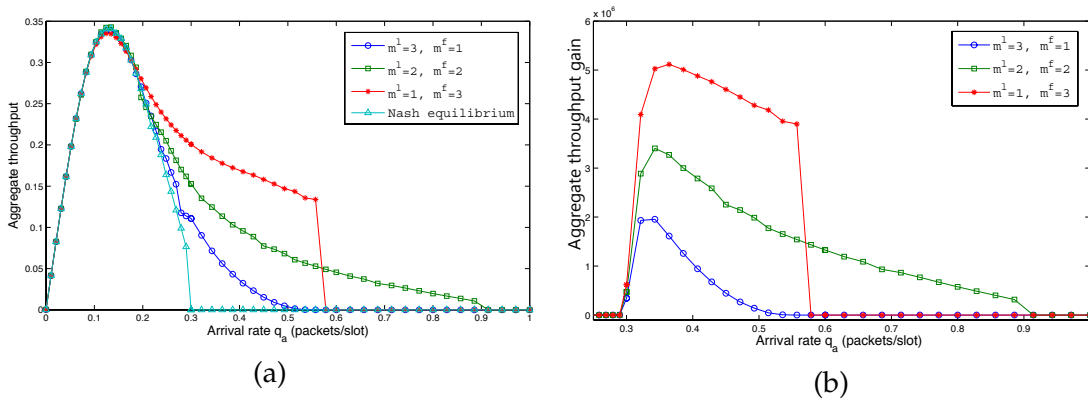 0.35
0.3
0.25
0.2
0.15
0.1
0.05
0
Aggregate throughput
m^l=3, m^f=1
m^l=2, m^f=2
m^l=1, m^f=3
Nash equilibrium
0 0.1 0.2 0.3 0.4 0.5 0.6 0.7 0.8 0.9 1
Arrival rate q_a (packets/slot)
(a)
x 10^6
6
5
4
3
2
1
0
Aggregate throughput gain
m^l=3, m^f=1
m^l=2, m^f=2
m^l=1, m^f=3
0.3 0.4 0.5 0.6 0.7 0.8 0.9
Arrival rate q_a (packets/slot)
(b)